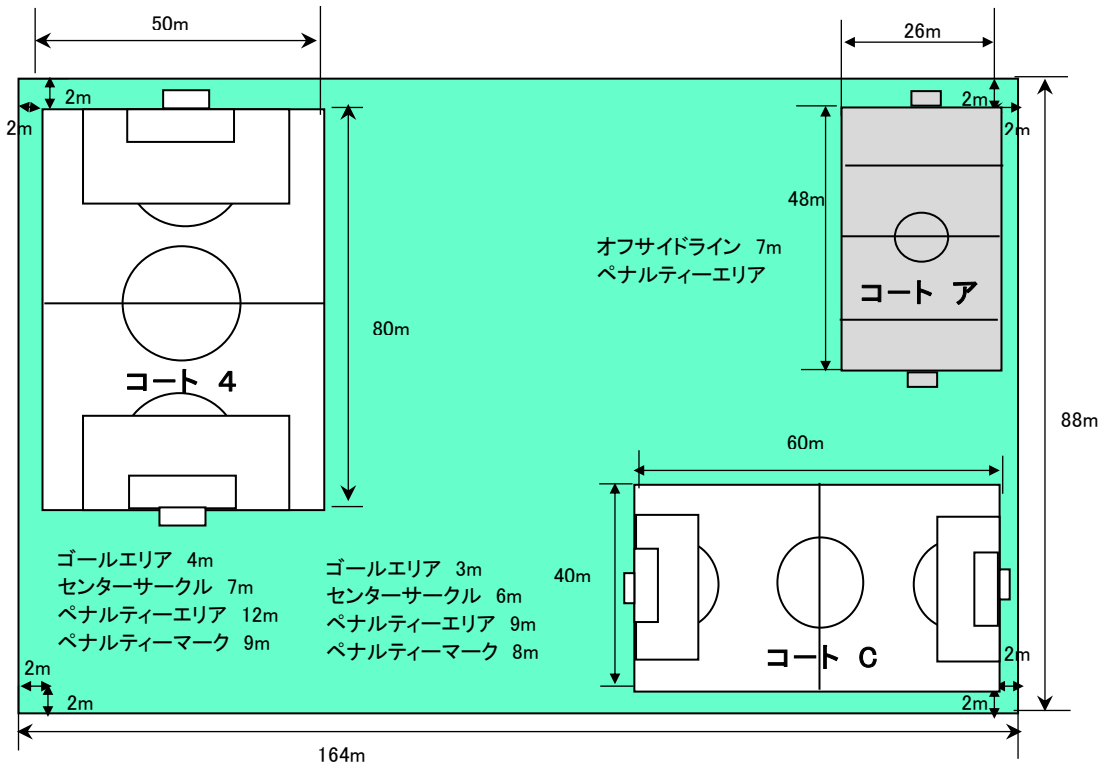 50m
26m
2m
2m
2m
2m
48m
オフサイドライン 7m
ペナルティーエリア
コート ア
80m
コート 4
88m
60m
ゴールエリア 4m
センターサークル 7m
ペナルティーエリア 12m
ペナルティーマーク 9m
ゴールエリア 3m
センターサークル 6m
ペナルティーエリア 9m
ペナルティーマーク 8m
40m
コート C
2m
2m
2m
2m
164m